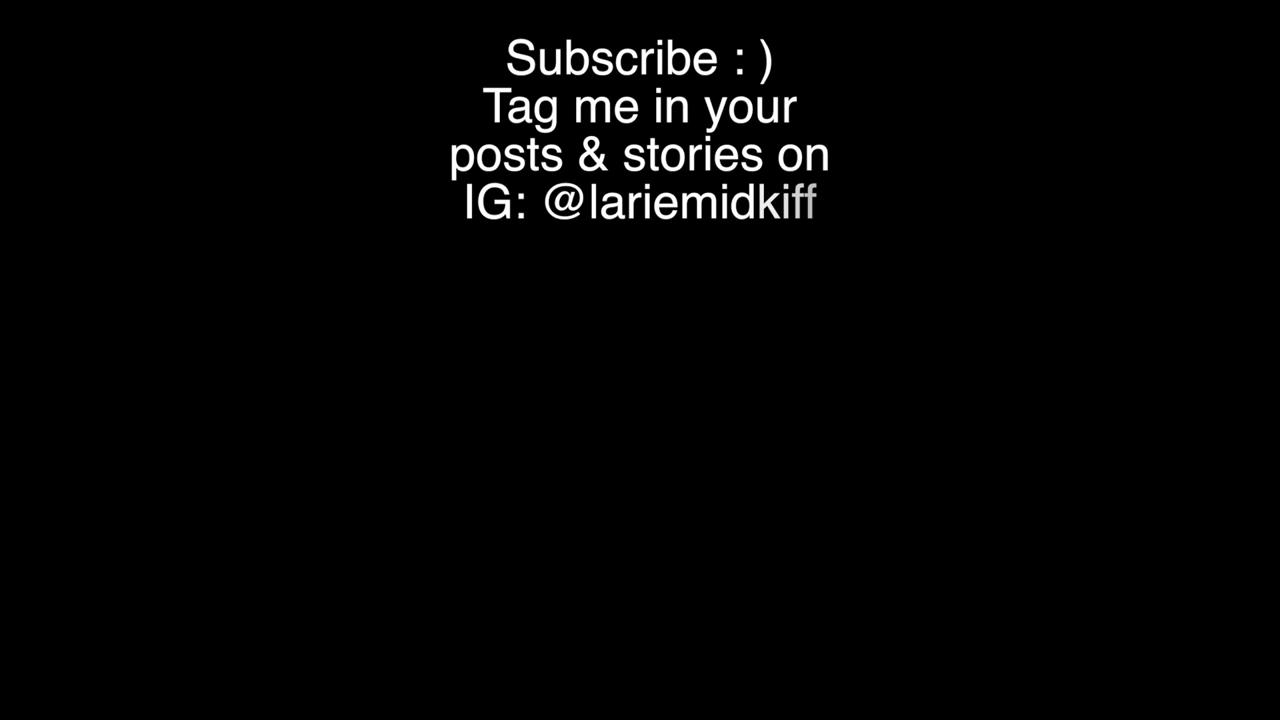 Subscribe : )
Tag me in your
posts & stories on
IG: @lariemidkiff